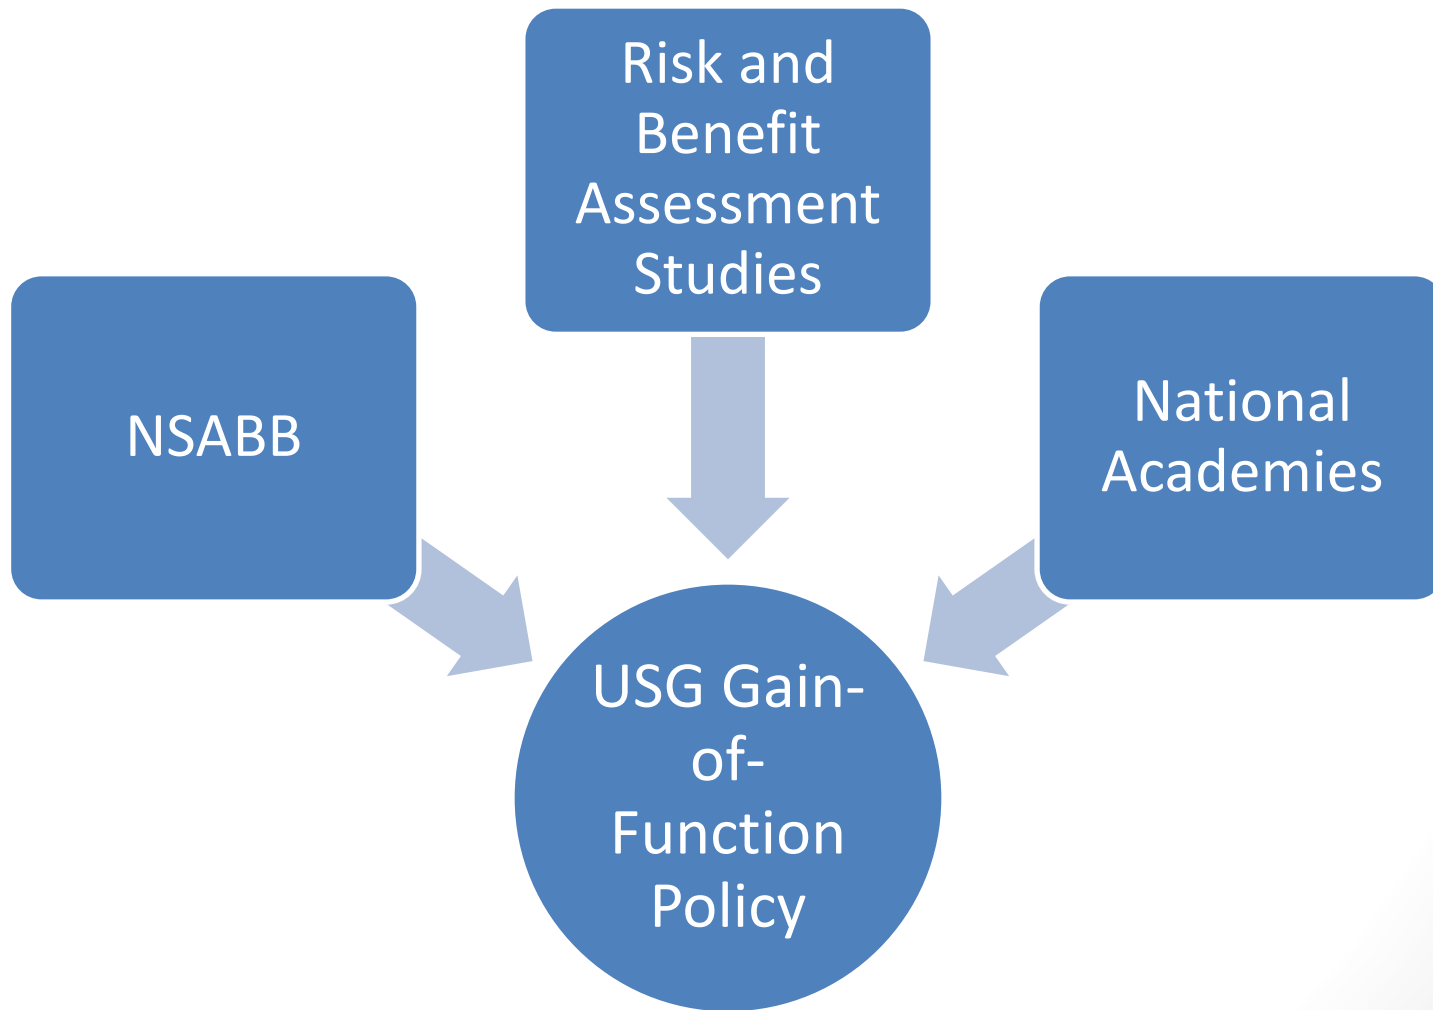 Risk and
Benefit
Assessment
Studies
NSABB
National
Academies
USG Gain-
of-
Function
Policy